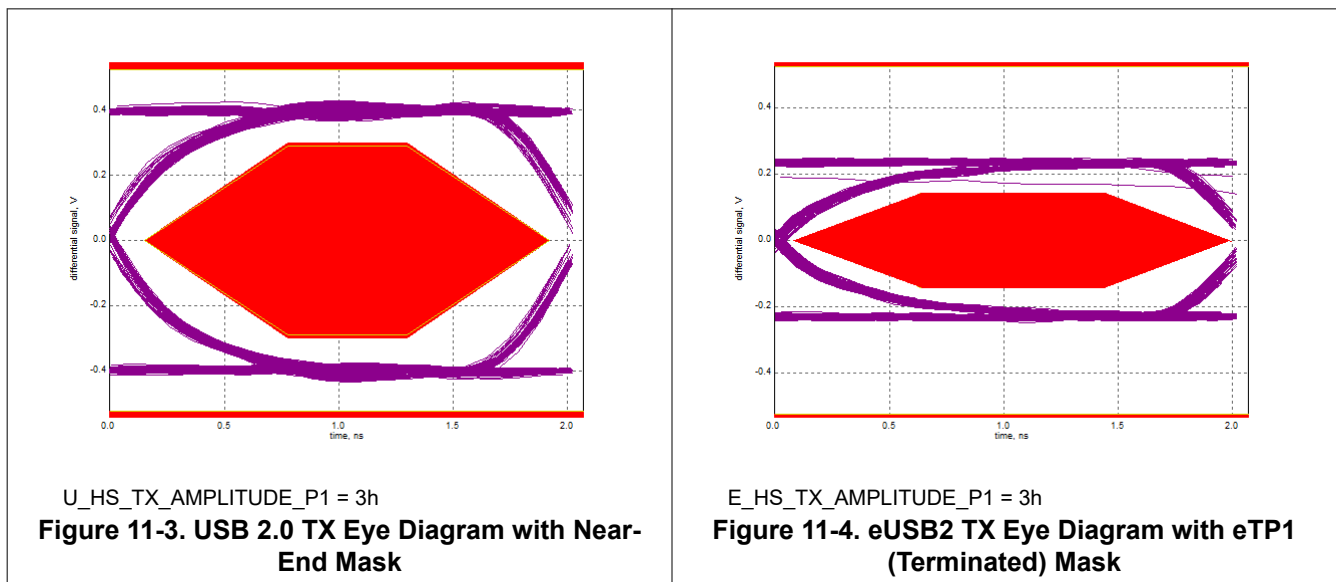 differential signal, V
0.4
0.2
0.0
-0.2
-0.4
0.0 0.5 1.0 1.5 2.0
time, ns
U_HS_TX_AMPLITUDE_P1 = 3h
Figure 11-3. USB 2.0 TX Eye Diagram with Near-
End Mask
differential signal, V
0.4
0.2
0.0
-0.2
-0.4
0.0 0.5 1.0 1.5 2.0
time, ns
E_HS_TX_AMPLITUDE_P1 = 3h
Figure 11-4. eUSB2 TX Eye Diagram with eTP1
(Terminated) Mask